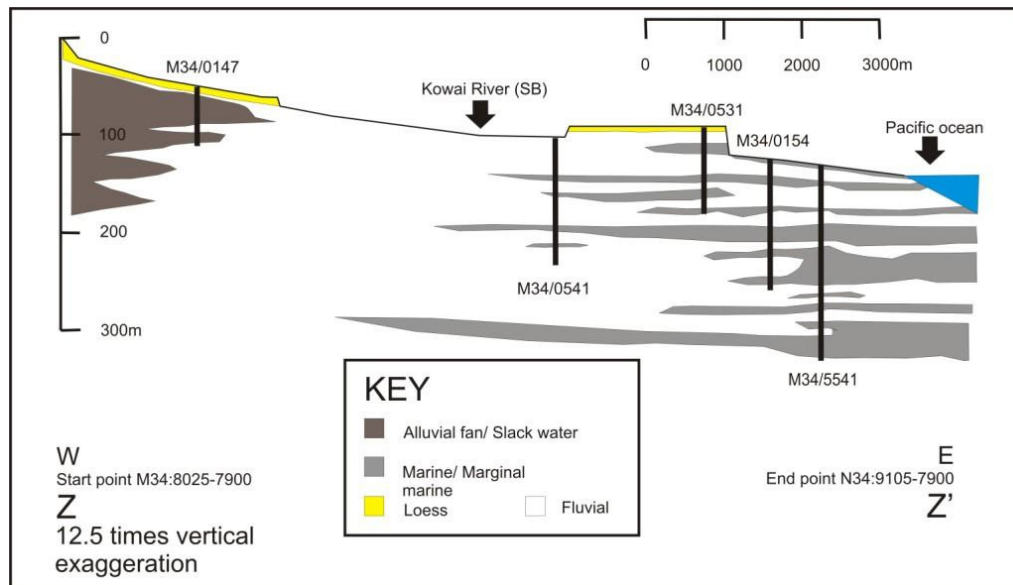 0
M34/0147
100
200
300m
Kowai River (SB)
0 1000 2000 3000m
M34/0531
M34/0154
Pacific ocean
M34/0541
M34/5541
KEY
Alluvial fan/ Slack water
Marine/ Marginal
marine
Loess Fluvial
W
Start point M34:8025-7900
Z
12.5 times vertical
exaggeration
E
End point N34:9105-7900
Z'